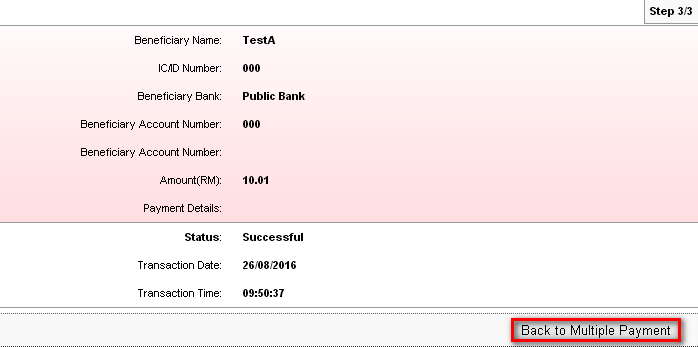 Step 3/3
Beneficiary Name: TestA
IC/ID Number: 000
Beneficiary Bank: Public Bank
Beneficiary Account Number: 000
Beneficiary Account Number:
Amount(RM): 10.01
Payment Details:
Status: Successful
Transaction Date: 26/08/2016
Transaction Time: 09:50:37
Back to Multiple Payment